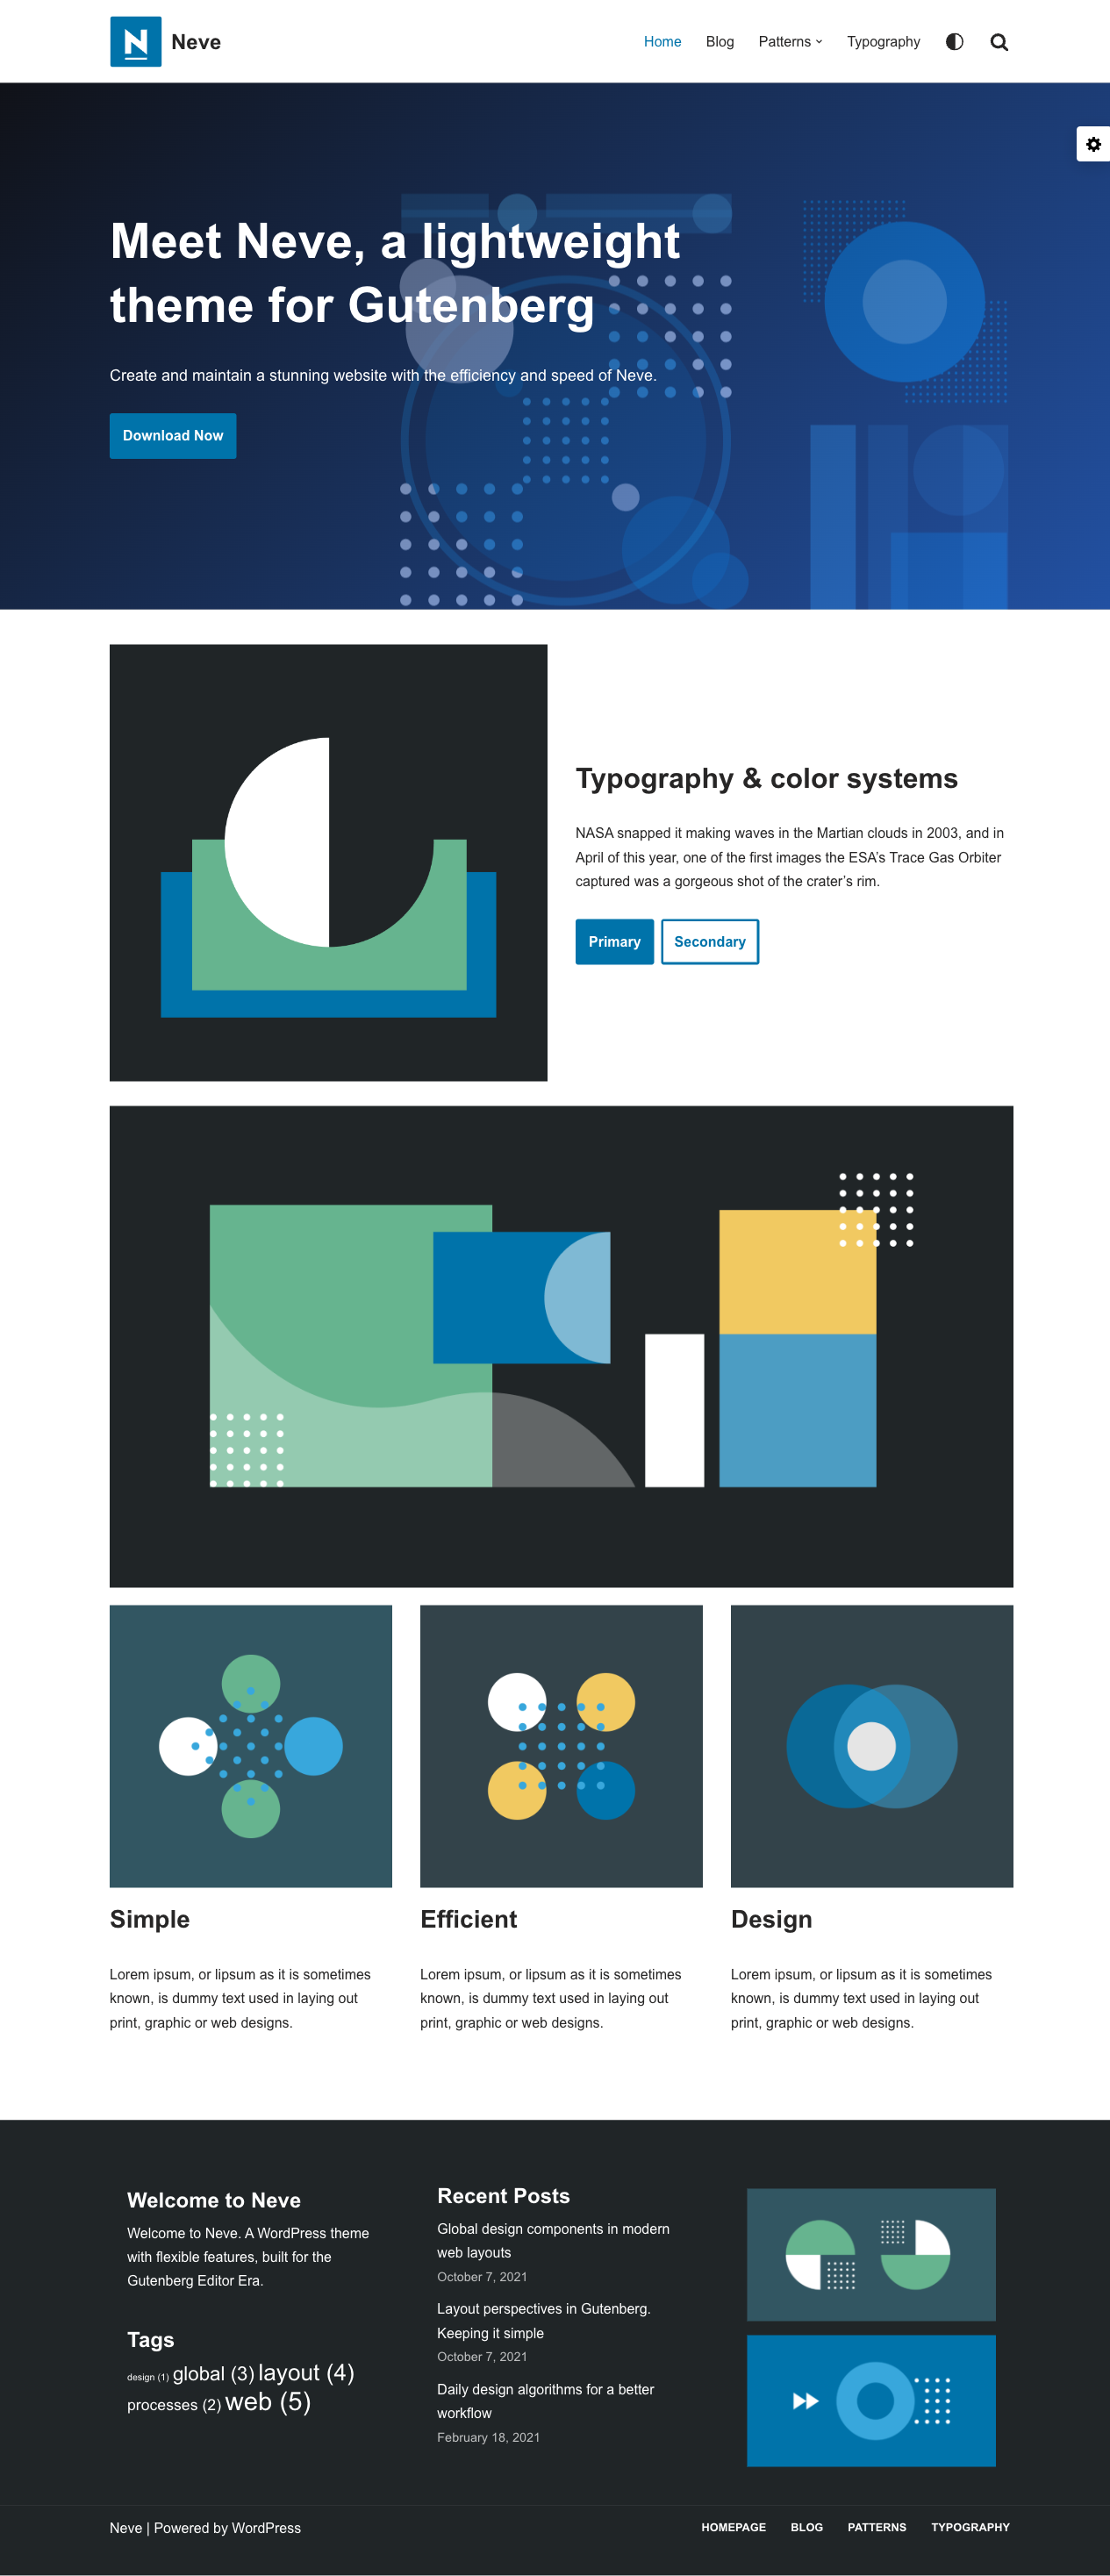 Neve
Home Blog Patterns Typography
Meet Neve, a lightweight
theme for Gutenberg
Create and maintain a stunning website with the efficiency and speed of Neve.
Download Now
Typography & color systems
NASA snapped it making waves in the Martian clouds in 2003, and in
April of this year, one of the first images the ESA’s Trace Gas Orbiter
captured was a gorgeous shot of the crater’s rim.
Primary Secondary
Simple
Lorem ipsum, or lipsum as it is sometimes
known, is dummy text used in laying out
print, graphic or web designs.
Efficient
Lorem ipsum, or lipsum as it is sometimes
known, is dummy text used in laying out
print, graphic or web designs.
Design
Lorem ipsum, or lipsum as it is sometimes
known, is dummy text used in laying out
print, graphic or web designs.
Welcome to Neve
Welcome to Neve. A WordPress theme
with flexible features, built for the
Gutenberg Editor Era.
Tags
design (1) global (3) layout (4)
processes (2) web (5)
Recent Posts
Global design components in modern
web layouts
October 7, 2021
Layout perspectives in Gutenberg.
Keeping it simple
October 7, 2021
Daily design algorithms for a better
workflow
February 18, 2021
Neve | Powered by WordPress
HOMEPAGE BLOG PATTERNS TYPOGRAPHY